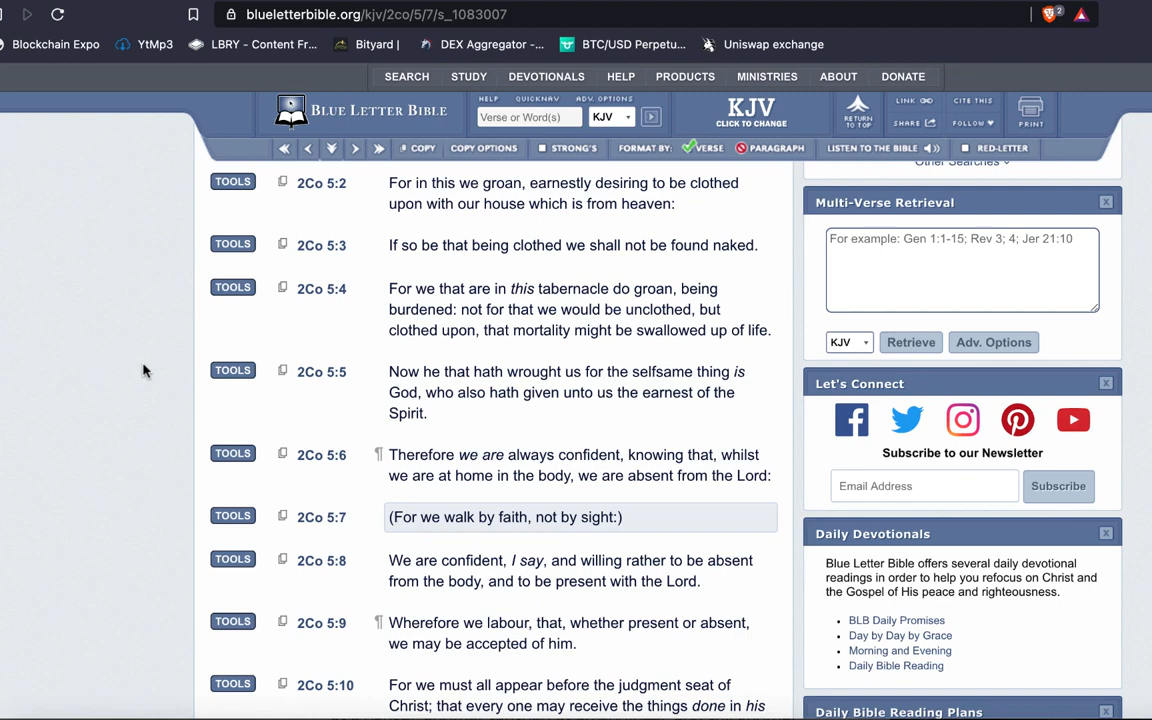 blueletterbible.org/kjv/2co/5/7/s_1083007
2
Blockchain Expo YtMp3 LBRY - Content Fr... Bityard | DEX Aggregator -... BTC/USD Perpetu... Uniswap exchange
SEARCH STUDY DEVOTIONALS HELP PRODUCTS MINISTRIES ABOUT DONATE
BLUE LETTER BIBLE
HELP QUICKNAV ADV. OPTIONS
Verse or Word(s) KJV
KJV
CLICK TO CHANGE
RETURN
TO TOP
LINK CITE THIS
SHARE FOLLOW
PRINT
COPY COPY OPTIONS STRONG'S FORMAT BY: VERSE PARAGRAPH LISTEN TO THE BIBLE RED-LETTER
TOOLS 2Co 5:2 For in this we groan, earnestly desiring to be clothed
upon with our house which is from heaven:
TOOLS 2Co 5:3 If so be that being clothed we shall not be found naked.
TOOLS 2Co 5:4 For we that are in this tabernacle do groan, being
burdened: not for that we would be unclothed, but
clothed upon, that mortality might be swallowed up of life.
TOOLS 2Co 5:5 Now he that hath wrought us for the selfsame thing is
God, who also hath given unto us the earnest of the
Spirit.
TOOLS 2Co 5:6 ¶ Therefore we are always confident, knowing that, whilst
we are at home in the body, we are absent from the Lord:
TOOLS 2Co 5:7 (For we walk by faith, not by sight:)
TOOLS 2Co 5:8 We are confident, I say, and willing rather to be absent
from the body, and to be present with the Lord.
TOOLS 2Co 5:9 ¶ Wherefore we labour, that, whether present or absent,
we may be accepted of him.
TOOLS 2Co 5:10 For we must all appear before the judgment seat of
Christ; that every one may receive the things done in his
Other Searches
Multi-Verse Retrieval X
For example: Gen 1:1-15; Rev 3; 4; Jer 21:10
KJV Retrieve Adv. Options
Let's Connect X
Subscribe to our Newsletter
Email Address Subscribe
Daily Devotionals X
Blue Letter Bible offers several daily devotional
readings in order to help you refocus on Christ and
the Gospel of His peace and righteousness.
• BLB Daily Promises
• Day by Day by Grace
• Morning and Evening
• Daily Bible Reading
Daily Bible Reading Plans X